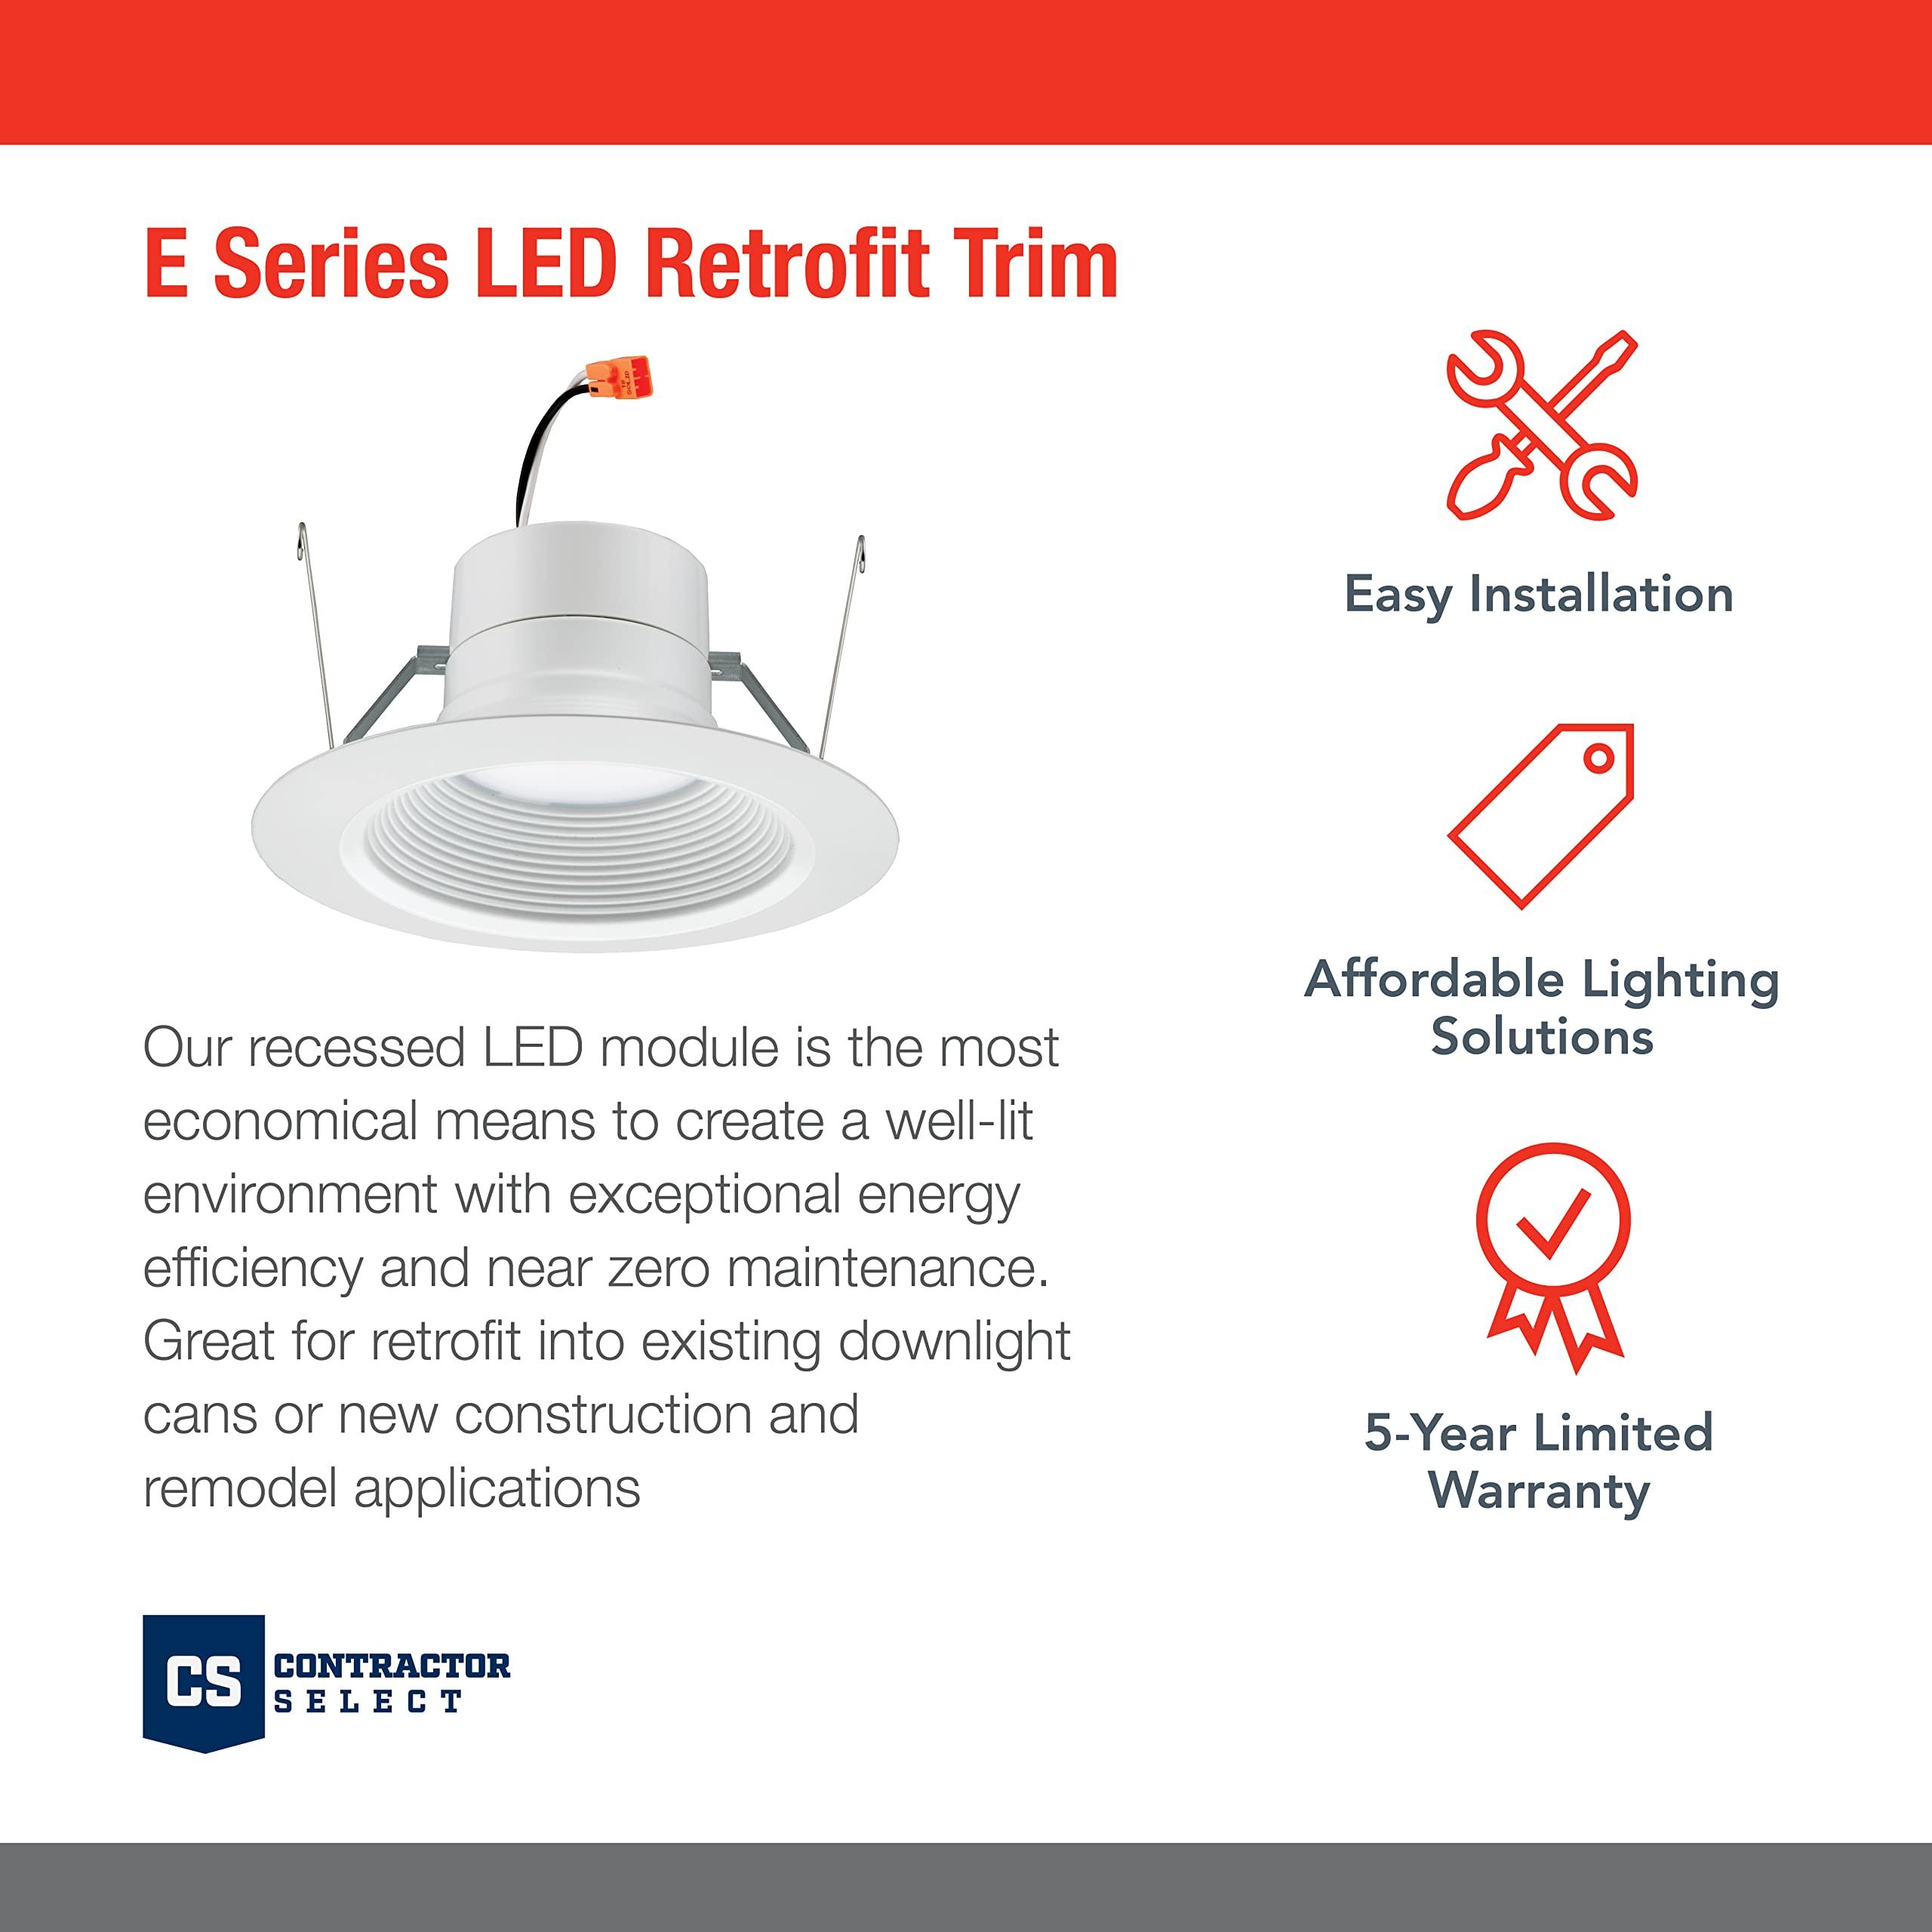 E Series LED Retrofit Trim
Our recessed LED module is the most
economical means to create a well-lit
environment with exceptional energy
efficiency and near zero maintenance.
Great for retrofit into existing downlight
cans or new construction and
remodel applications
Easy Installation
Affordable Lighting
Solutions
5-Year Limited
Warranty
CS CONTRACTOR
SELECT